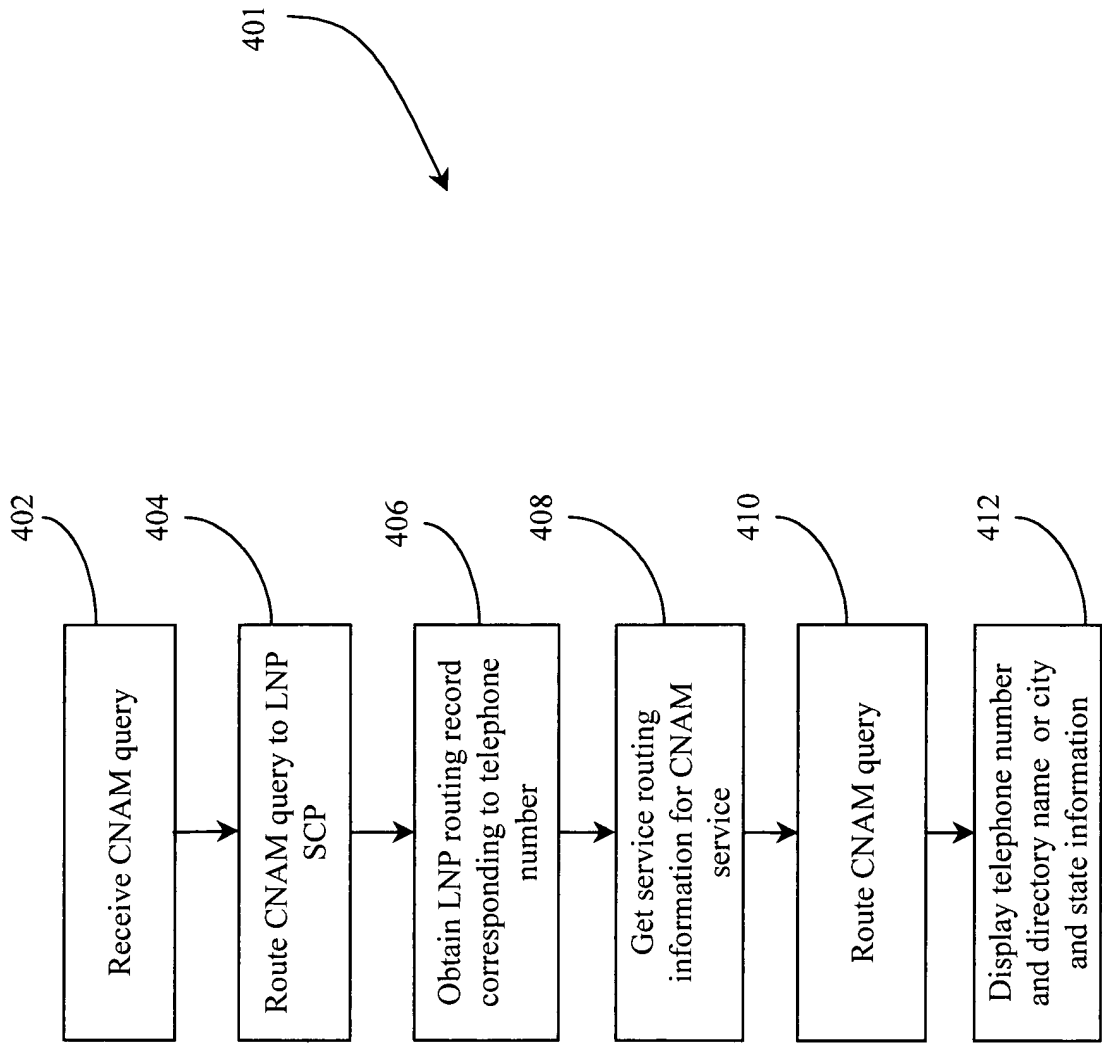 401
402
Receive CNAM query
404
Route CNAM query to LNP
SCP
406
Obtain LNP routing record
corresponding to telephone
number
408
Get service routing
information for CNAM
service
410
Route CNAM query
412
Display telephone number
and directory name or city
and state information